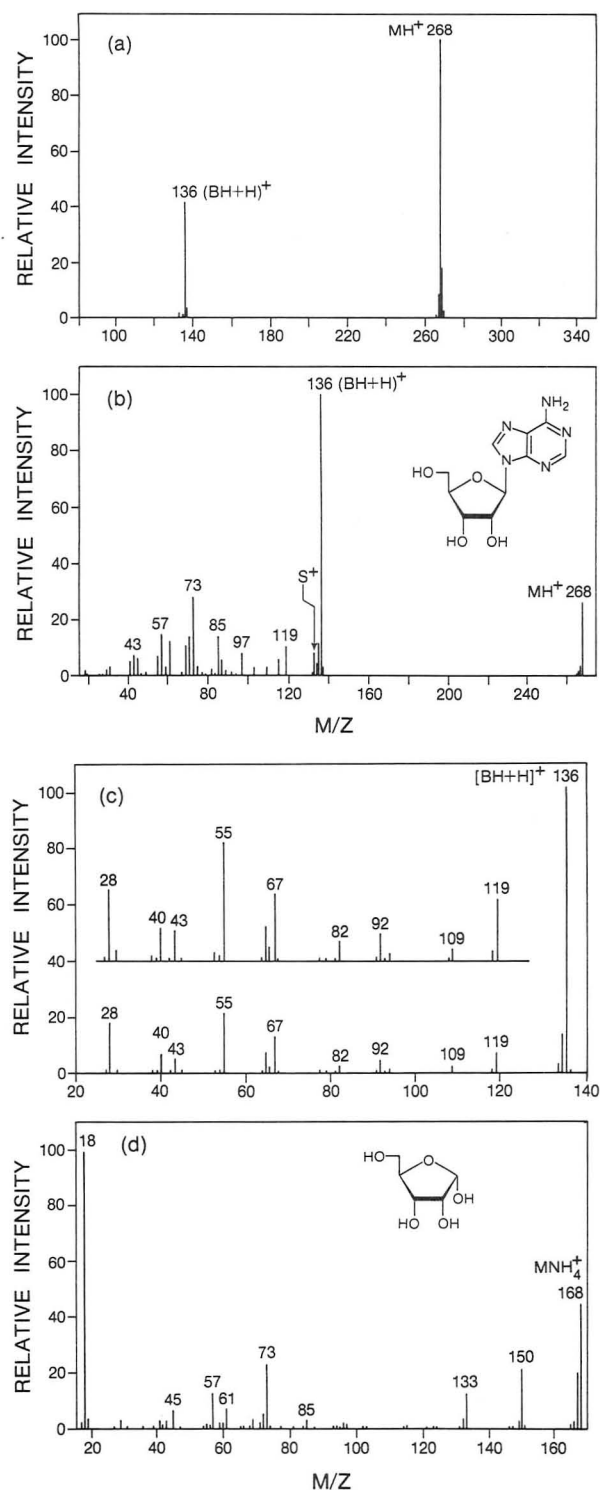 (a)
MH+ 268
136 (BH+H)+
RELATIVE INTENSITY
100
80
60
40
20
0
100 140 180 220 260 300 340
(b)
136 (BH+H)+
NH2
N
N
N
N
O
HO
HO OH
S+
MH+ 268
43 57 73 85 97 119
RELATIVE INTENSITY
100
80
60
40
20
0
40 80 120 160 200 240
M/Z
(c)
[BH+H]+ 136
28 40 43 55 67 82 92 109 119
28 40 43 55 67 82 92 109 119
RELATIVE INTENSITY
100
80
60
40
20
0
20 40 60 80 100 120 140
(d)
18
HO
O
OH
HO OH
MNH4+
168
45 57 61 73 85 133 150
RELATIVE INTENSITY
100
80
60
40
20
0
20 40 60 80 100 120 140 160
M/Z